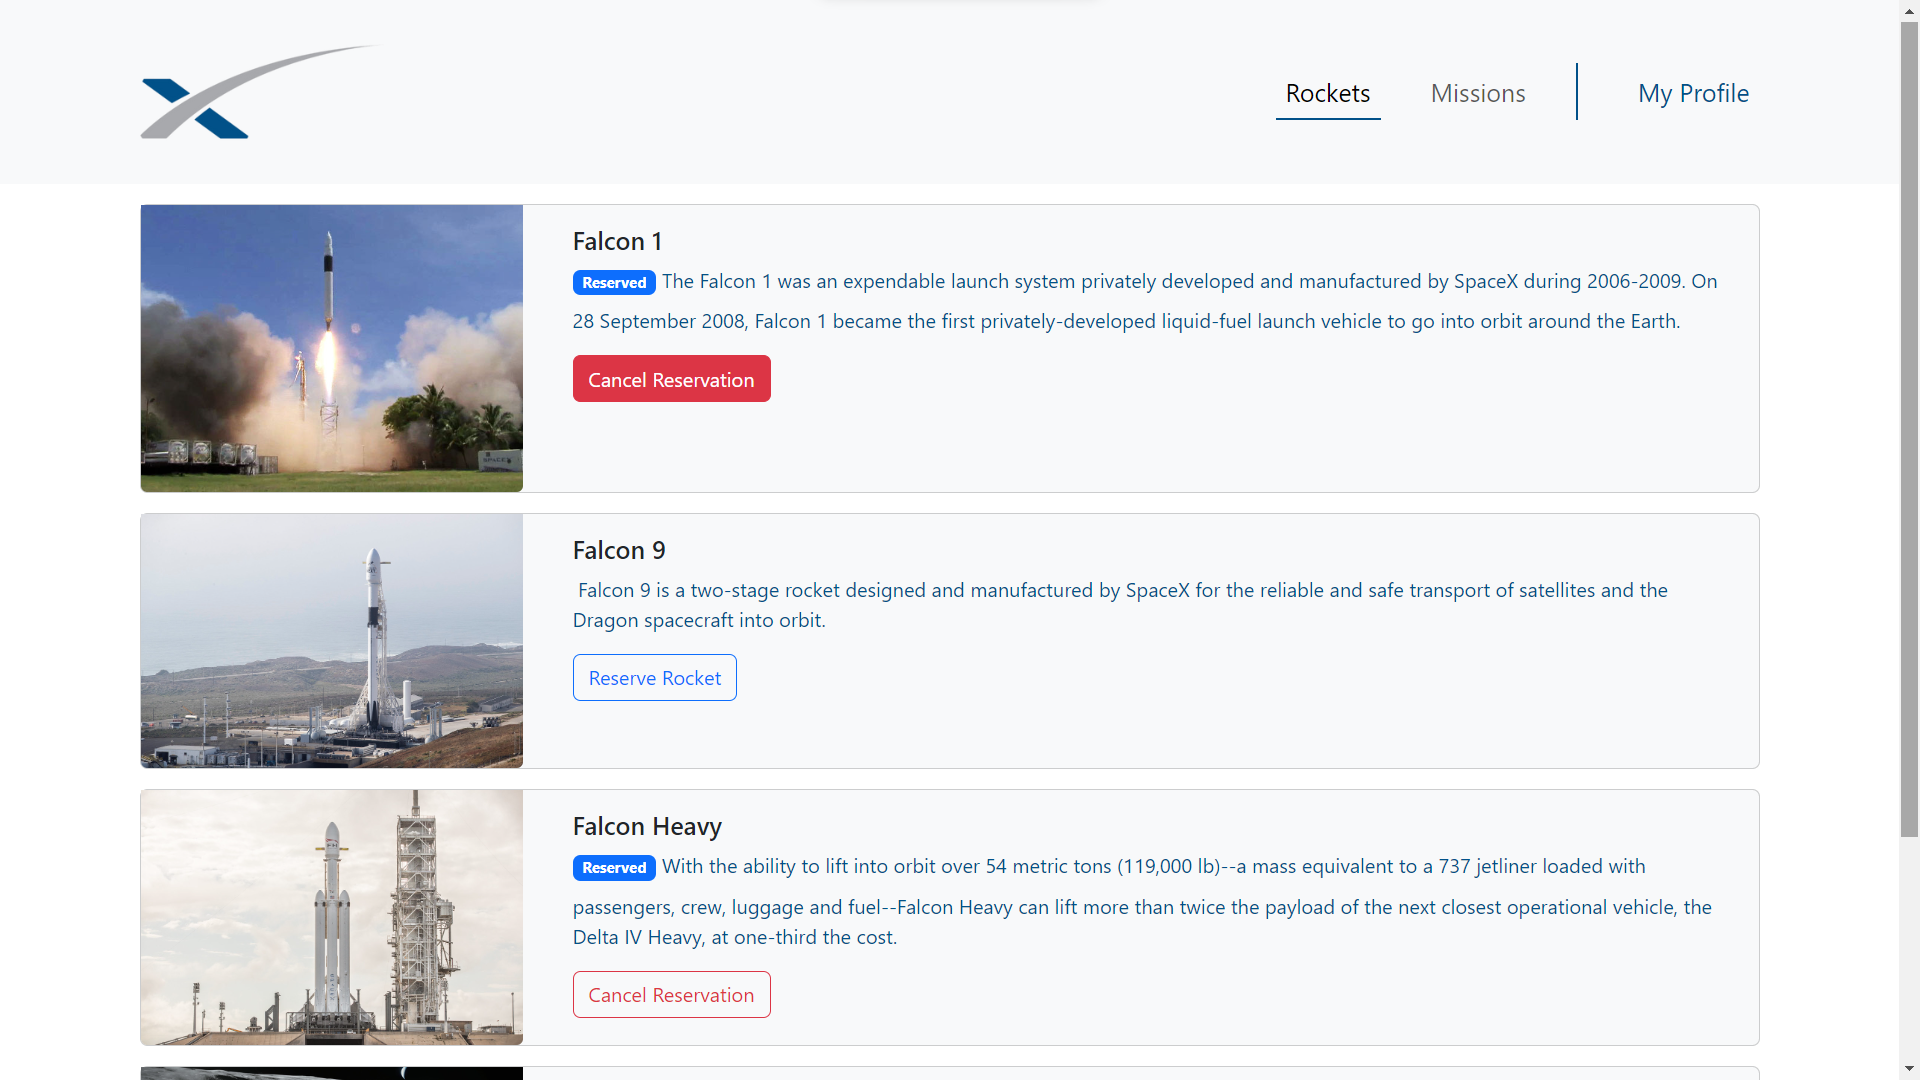 Rockets
Missions
My Profile
Falcon 1
Reserved The Falcon 1 was an expendable launch system privately developed and manufactured by SpaceX during 2006-2009. On
28 September 2008, Falcon 1 became the first privately-developed liquid-fuel launch vehicle to go into orbit around the Earth.
Cancel Reservation
Falcon 9
Falcon 9 is a two-stage rocket designed and manufactured by SpaceX for the reliable and safe transport of satellites and the
Dragon spacecraft into orbit.
Reserve Rocket
Falcon Heavy
Reserved With the ability to lift into orbit over 54 metric tons (119,000 lb)--a mass equivalent to a 737 jetliner loaded with
passengers, crew, luggage and fuel--Falcon Heavy can lift more than twice the payload of the next closest operational vehicle, the
Delta IV Heavy, at one-third the cost.
Cancel Reservation